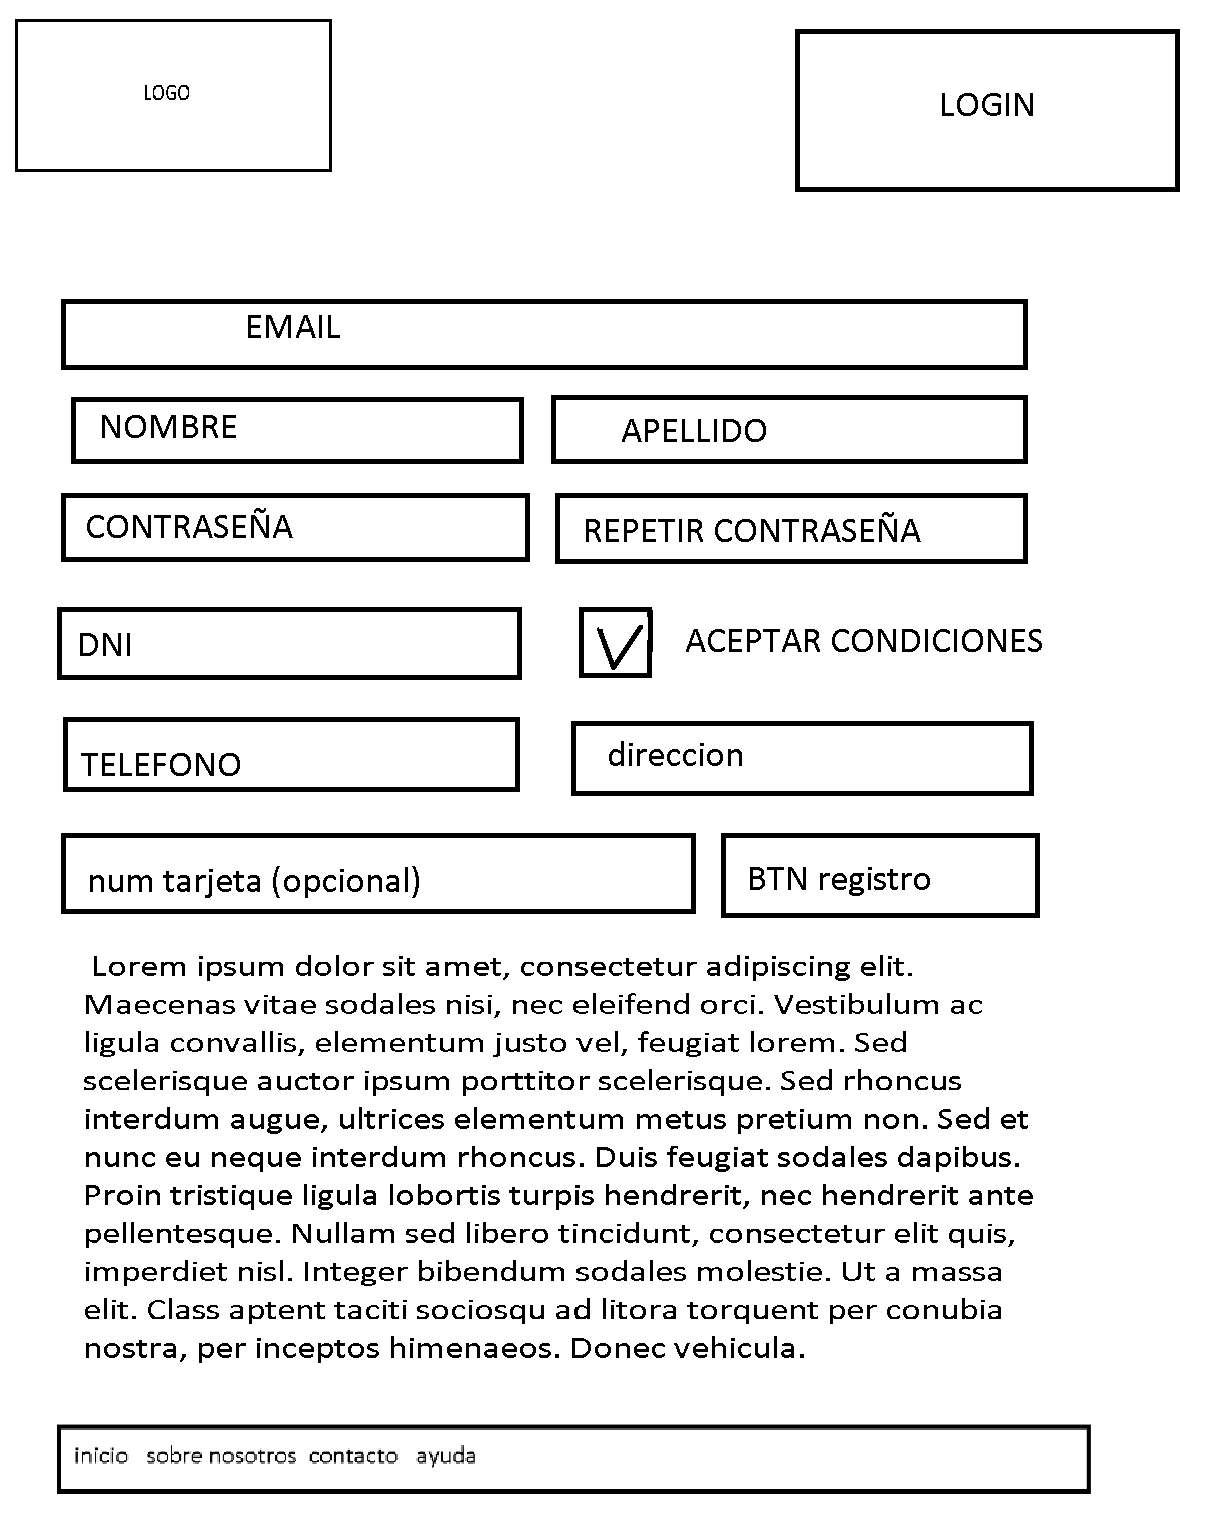 LOGO
LOGIN
EMAIL
NOMBRE
APELLIDO
CONTRASEÑA
REPETIR CONTRASEÑA
DNI
ACEPTAR CONDICIONES
TELEFONO
direccion
num tarjeta (opcional)
BTN registro
Lorem ipsum dolor sit amet, consectetur adipiscing elit.
Maecenas vitae sodales nisi, nec eleifend orci. Vestibulum ac
ligula convallis, elementum justo vel, feugiat lorem. Sed
scelerisque auctor ipsum porttitor scelerisque. Sed rhoncus
interdum augue, ultrices elementum metus pretium non. Sed et
nunc eu neque interdum rhoncus. Duis feugiat sodales dapibus.
Proin tristique ligula lobortis turpis hendrerit, nec hendrerit ante
pellentesque. Nullam sed libero tincidunt, consectetur elit quis,
imperdiet nisl. Integer bibendum sodales molestie. Ut a massa
elit. Class aptent taciti sociosqu ad litora torquent per conubia
nostra, per inceptos himenaeos. Donec vehicula.
inicio sobre nosotros contacto ayuda